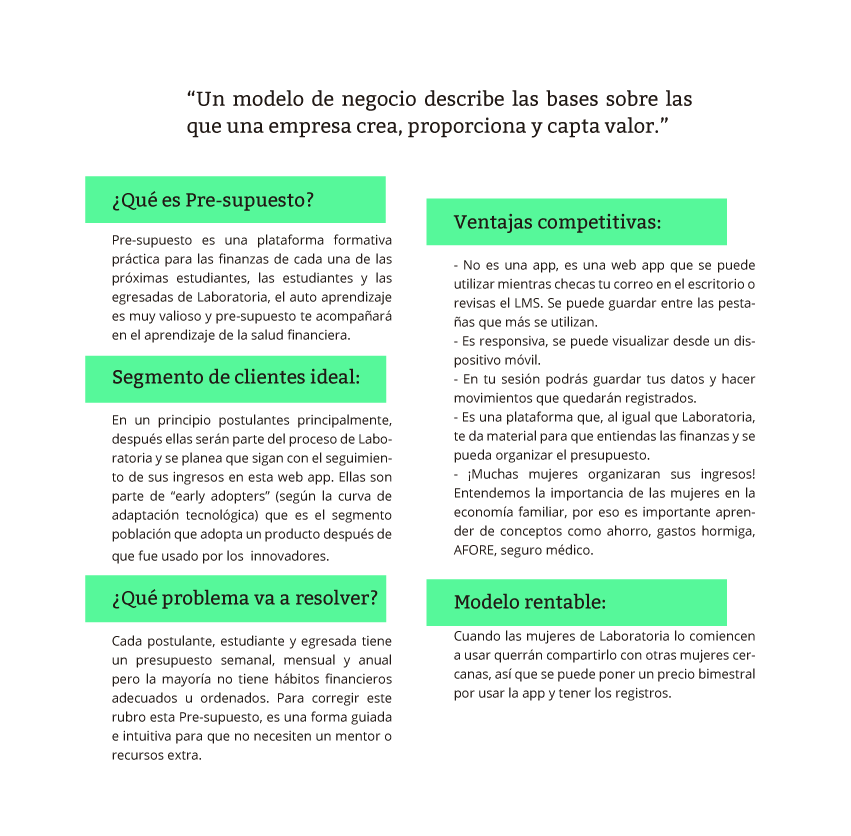 “Un modelo de negocio describe las bases sobre las
que una empresa crea, proporciona y capta valor.”
¿Qué es Pre-supuesto?
Pre-supuesto es una plataforma formativa
práctica para las finanzas de cada una de las
próximas estudiantes, las estudiantes y las
egresadas de Laboratoria, el auto aprendizaje
es muy valioso y pre-supuesto te acompañará
en el aprendizaje de la salud financiera.
Segmento de clientes ideal:
En un principio postulantes principalmente,
después ellas serán parte del proceso de Labo-
ratoria y se planea que sigan con el seguimien-
to de sus ingresos en esta web app. Ellas son
parte de “early adopters” (según la curva de
adaptación tecnológica) que es el segmento
población que adopta un producto después de
que fue usado por los innovadores.
¿Qué problema va a resolver?
Cada postulante, estudiante y egresada tiene
un presupuesto semanal, mensual y anual
pero la mayoría no tiene hábitos financieros
adecuados u ordenados. Para corregir este
rubro esta Pre-supuesto, es una forma guiada
e intuitiva para que no necesiten un mentor o
recursos extra.
Ventajas competitivas:
- No es una app, es una web app que se puede
utilizar mientras checas tu correo en el escritorio o
revisas el LMS. Se puede guardar entre las pesta-
ñas que más se utilizan.
- Es responsiva, se puede visualizar desde un dis-
positivo móvil.
- En tu sesión podrás guardar tus datos y hacer
movimientos que quedarán registrados.
- Es una plataforma que, al igual que Laboratoria,
te da material para que entiendas las finanzas y se
pueda organizar el presupuesto.
- ¡Muchas mujeres organizaran sus ingresos!
Entendemos la importancia de las mujeres en la
economía familiar, por eso es importante apren-
der de conceptos como ahorro, gastos hormiga,
AFORE, seguro médico.
Modelo rentable:
Cuando las mujeres de Laboratoria lo comiencen
a usar querrán compartirlo con otras mujeres cer-
canas, así que se puede poner un precio bimestral
por usar la app y tener los registros.